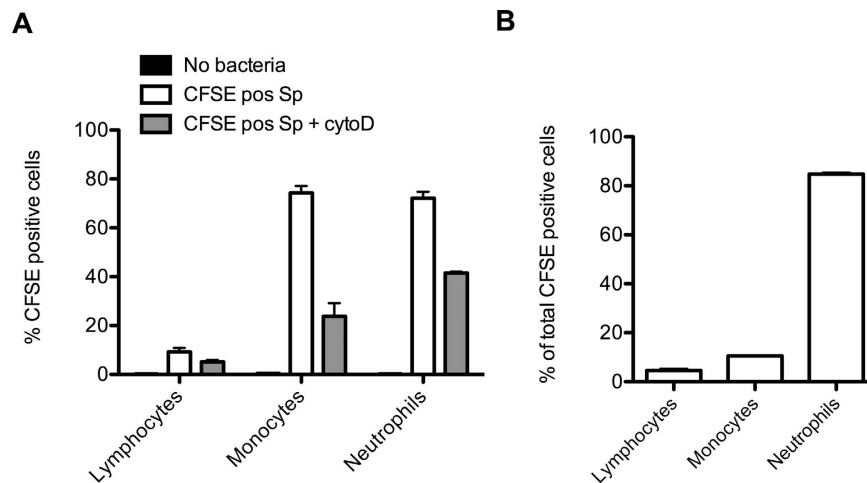 A
No bacteria
CFSE pos Sp
CFSE pos Sp + cytoD
% CFSE positive cells
100
80
60
40
20
0
Lymphocytes
Monocytes
Neutrophils
B
% of total CFSE positive cells
100
80
60
40
20
0
Lymphocytes
Monocytes
Neutrophils